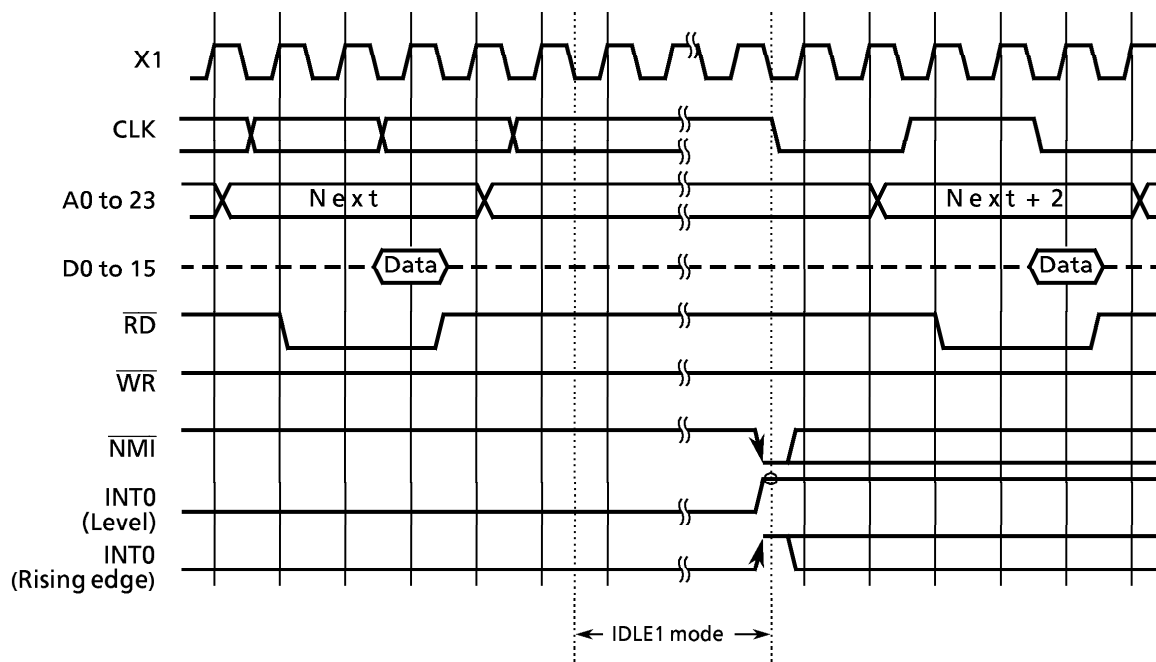 X1
CLK
A0 to 23
Next
Next + 2
D0 to 15
Data
Data
RD
WR
NMI
INT0
(Level)
INT0
(Rising edge)
IDLE1 mode